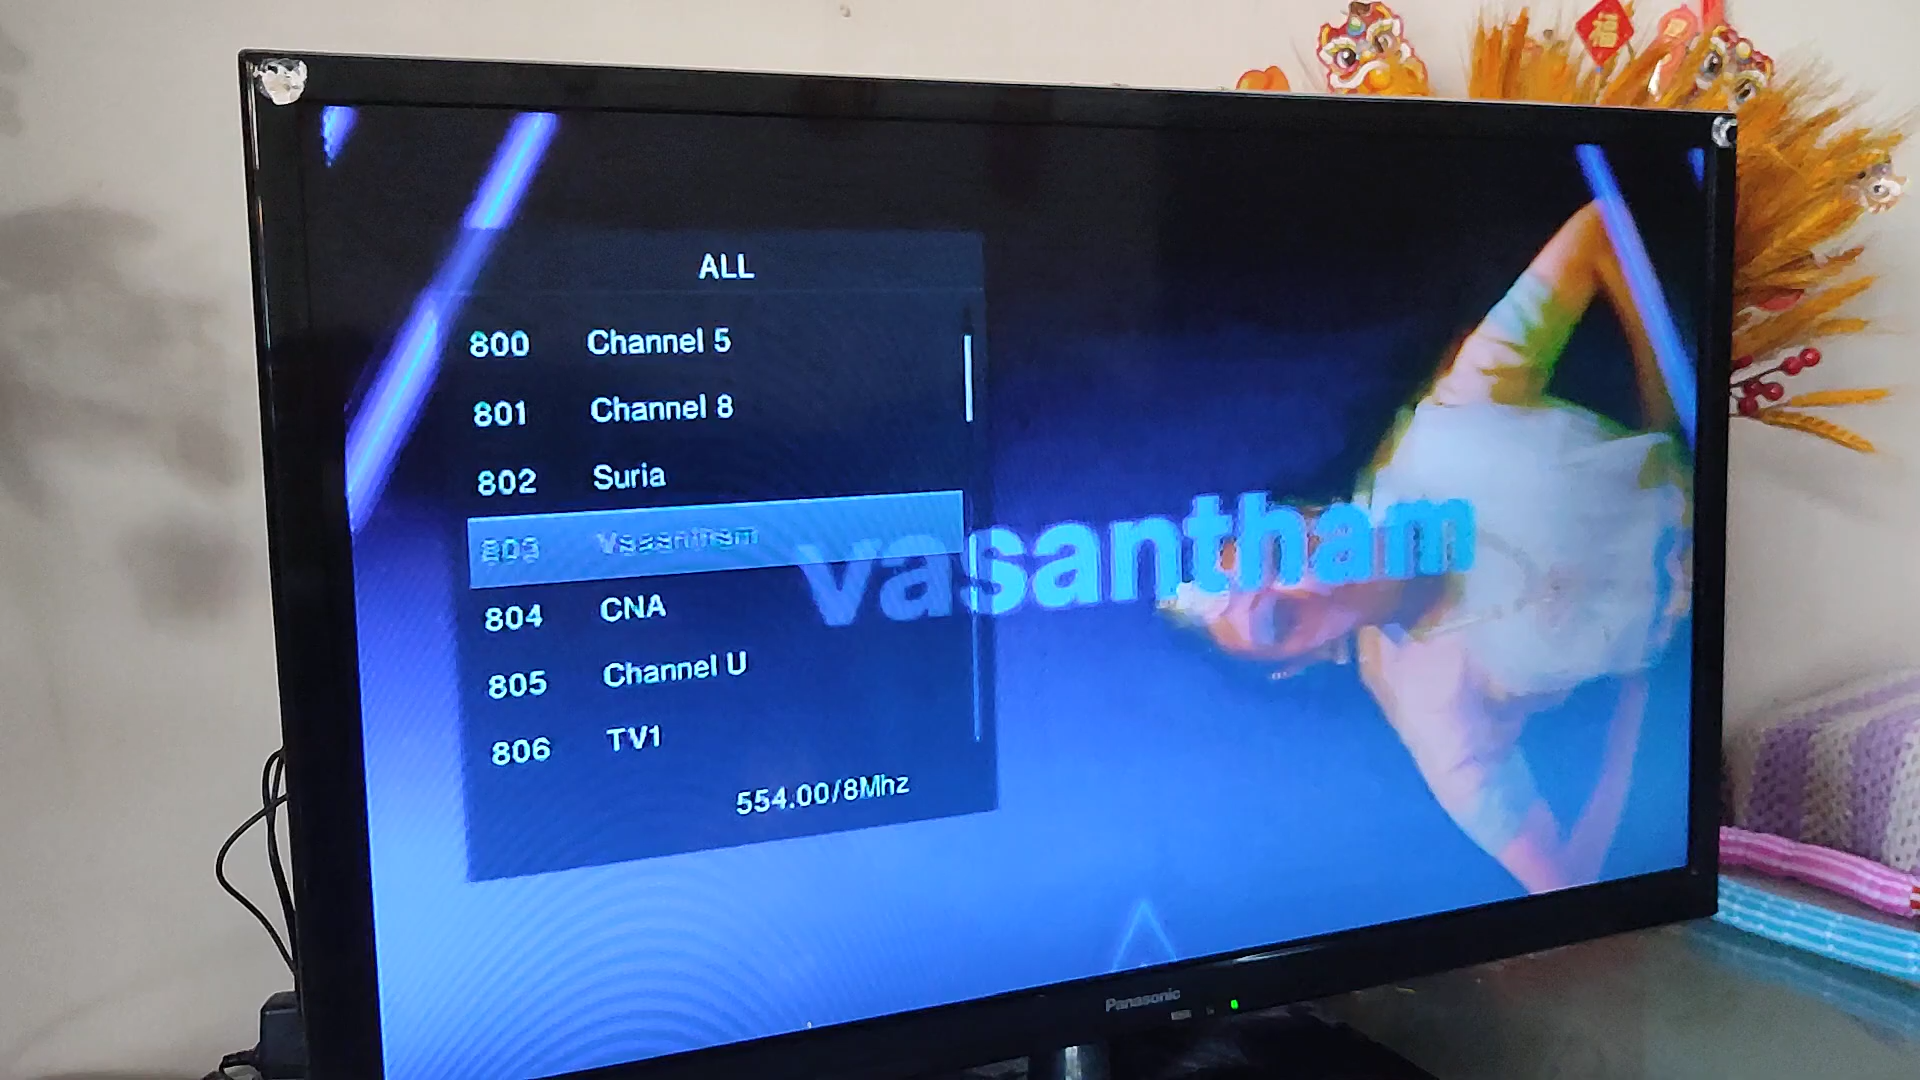 福
ALL
800 Channel 5
801 Channel 8
802 Suria
803 Vasantham
vasantham
804 CNA
805 Channel U
806 TV1
554.00/8Mhz
Panasonic